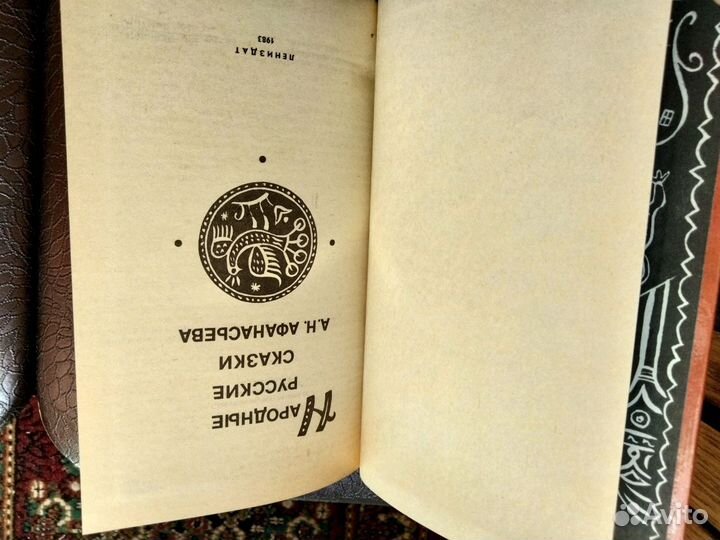 НАРОДНЫЕ
РУССКИЕ
СКАЗКИ
А.Н. АФАНАСЬЕВА
ЛЕНИЗДАТ
1983
Avito